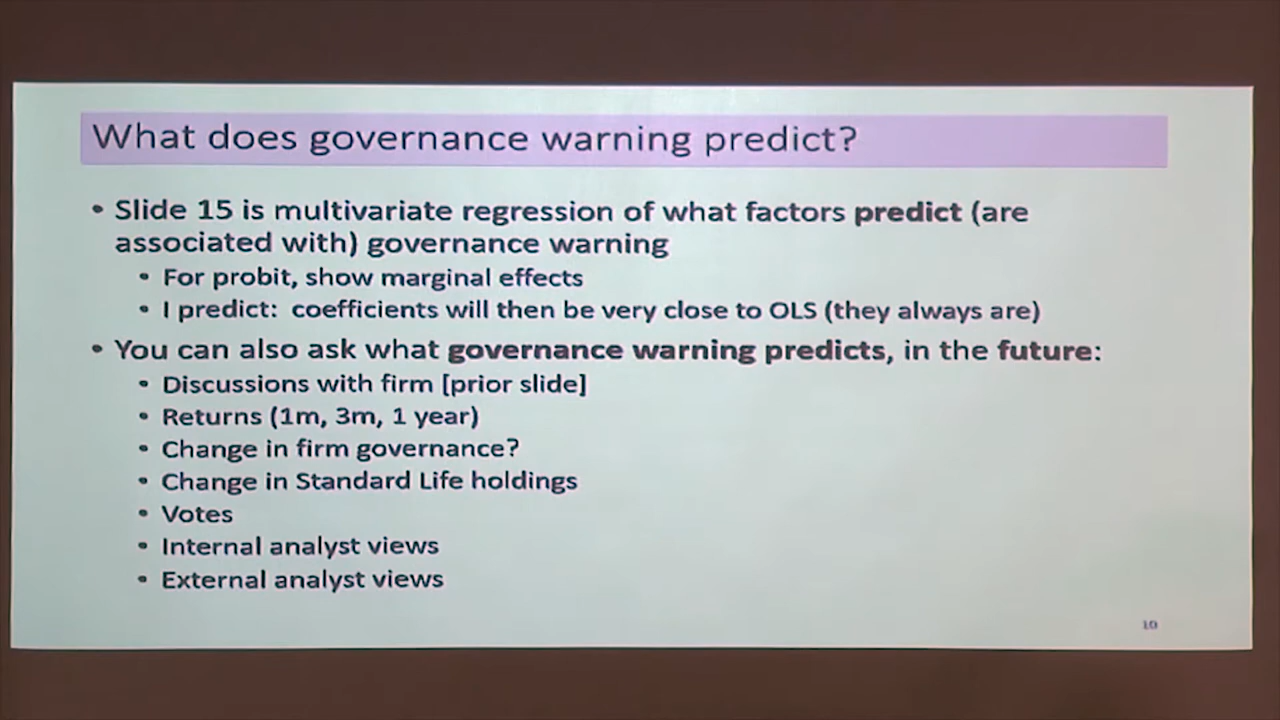 What does governance warning predict?
• Slide 15 is multivariate regression of what factors predict (are
associated with) governance warning
• For probit, show marginal effects
• I predict: coefficients will then be very close to OLS (they always are)
• You can also ask what governance warning predicts, in the future:
• Discussions with firm [prior slide]
• Returns (1m, 3m, 1 year)
• Change in firm governance?
• Change in Standard Life holdings
• Votes
• Internal analyst views
• External analyst views
10